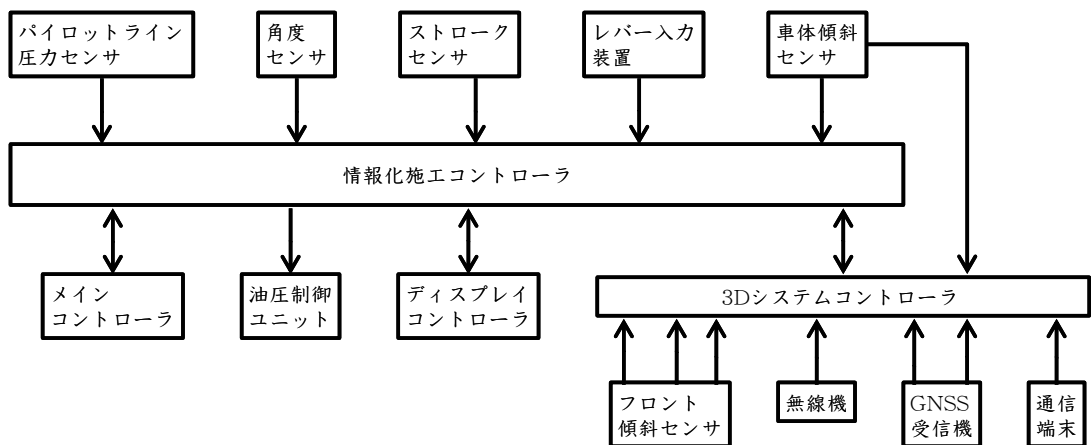 パイロットライン
圧力センサ
角度
センサ
ストローク
センサ
レバー入力
装置
車体傾斜
センサ
情報化施工コントローラ
メイン
コントローラ
油圧制御
ユニット
ディスプレイ
コントローラ
3Dシステムコントローラ
フロント
傾斜センサ
無線機
GNSS
受信機
通信
端末